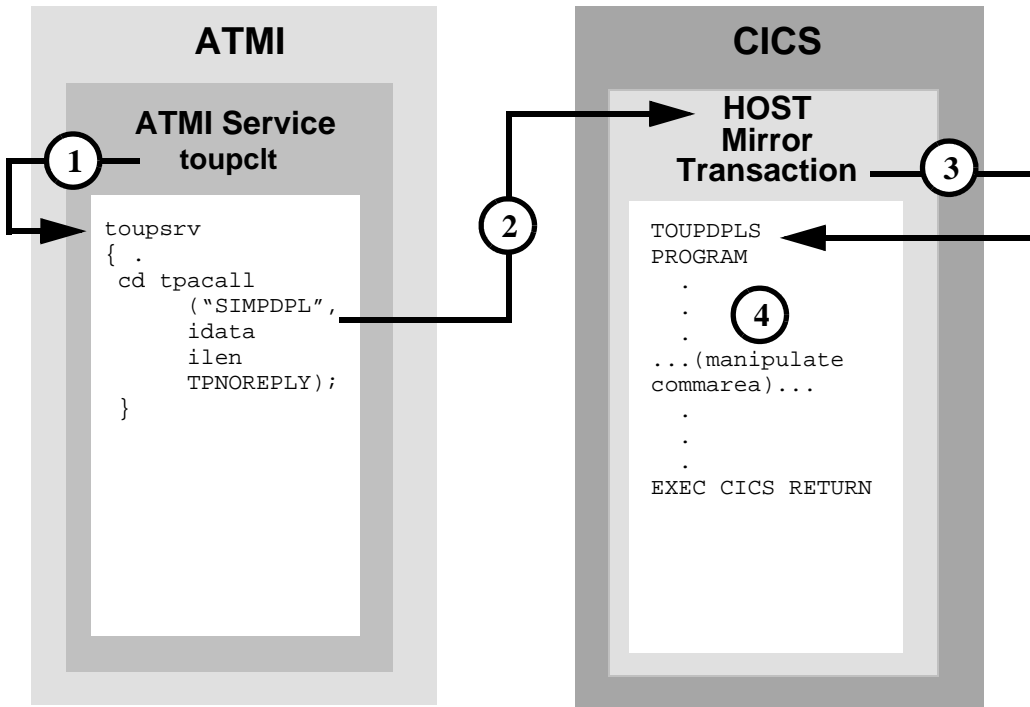 ATMI
ATMI Service
toupclt
1
toupsrv
{ .
cd tpacall
("SIMPDPL",
idata
ilen
TPNOREPLY);
}
2
CICS
HOST
Mirror
Transaction
3
TOUPDPLS
PROGRAM
.
.
.
4
...(manipulate
commarea)...
.
.
.
EXEC CICS RETURN